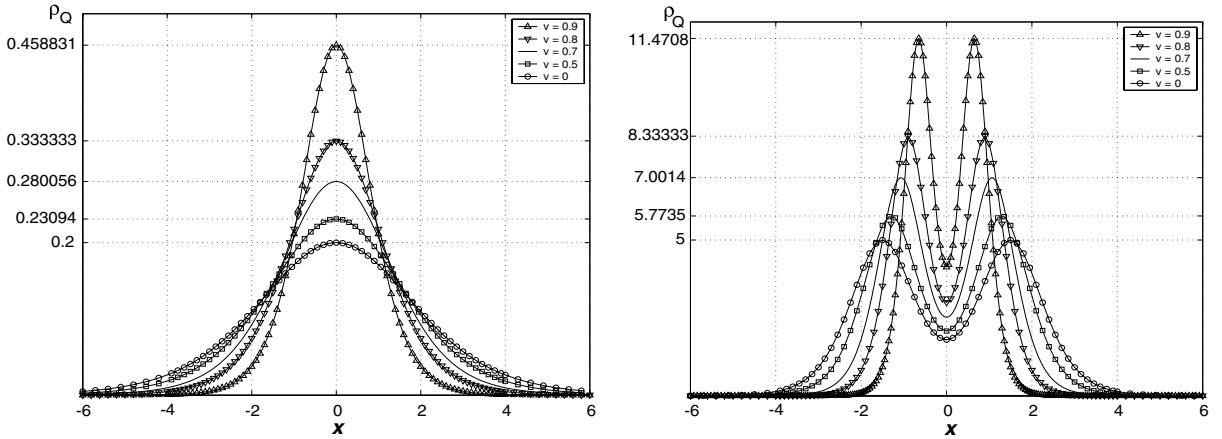 ρQ
0.458831
0.333333
0.280056
0.23094
0.2
v = 0.9
v = 0.8
v = 0.7
v = 0.5
v = 0
-6 -4 -2 0 2 4 6
x
ρQ
11.4708
8.33333
7.0014
5.7735
5
v = 0.9
v = 0.8
v = 0.7
v = 0.5
v = 0
-6 -4 -2 0 2 4 6
x